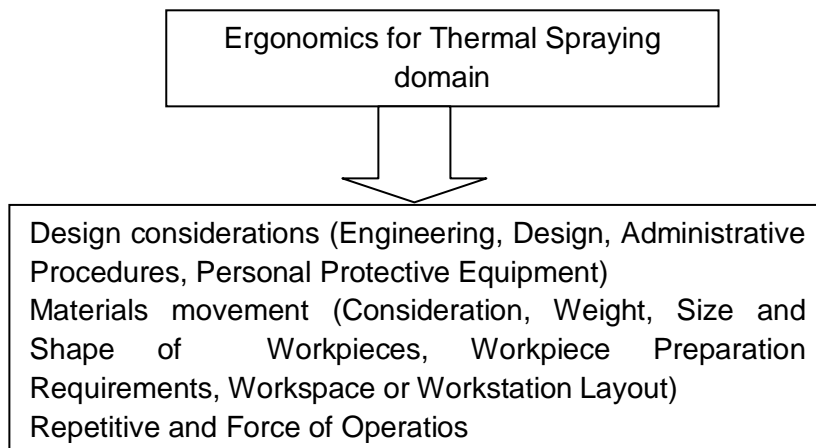 Ergonomics for Thermal Spraying
domain
Design considerations (Engineering, Design, Administrative
Procedures, Personal Protective Equipment)
Materials movement (Consideration, Weight, Size and
Shape of Workpieces, Workpiece Preparation
Requirements, Workspace or Workstation Layout)
Repetitive and Force of Operatios